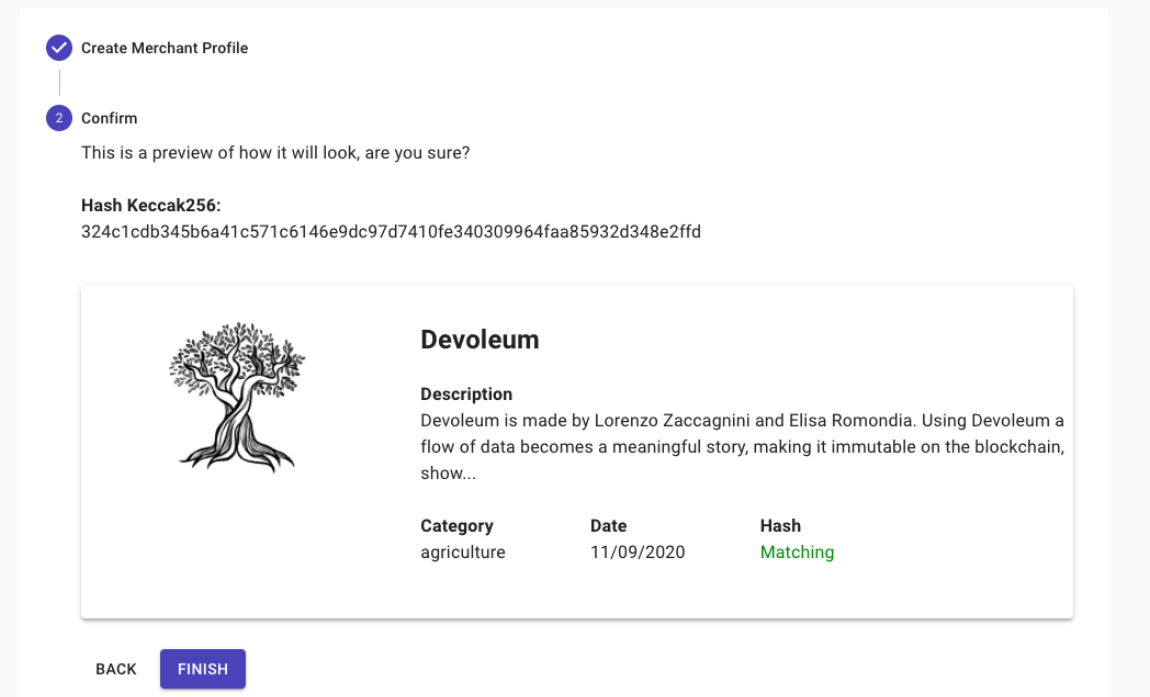 Create Merchant Profile
2 Confirm
This is a preview of how it will look, are you sure?
Hash Keccak256:
324c1cdb345b6a41c571c6146e9dc97d7410fe340309964faa85932d348e2ffd
Devoleum
Description
Devoleum is made by Lorenzo Zaccagnini and Elisa Romondia. Using Devoleum a
flow of data becomes a meaningful story, making it immutable on the blockchain,
show...
Category Date Hash
agriculture 11/09/2020 Matching
BACK FINISH